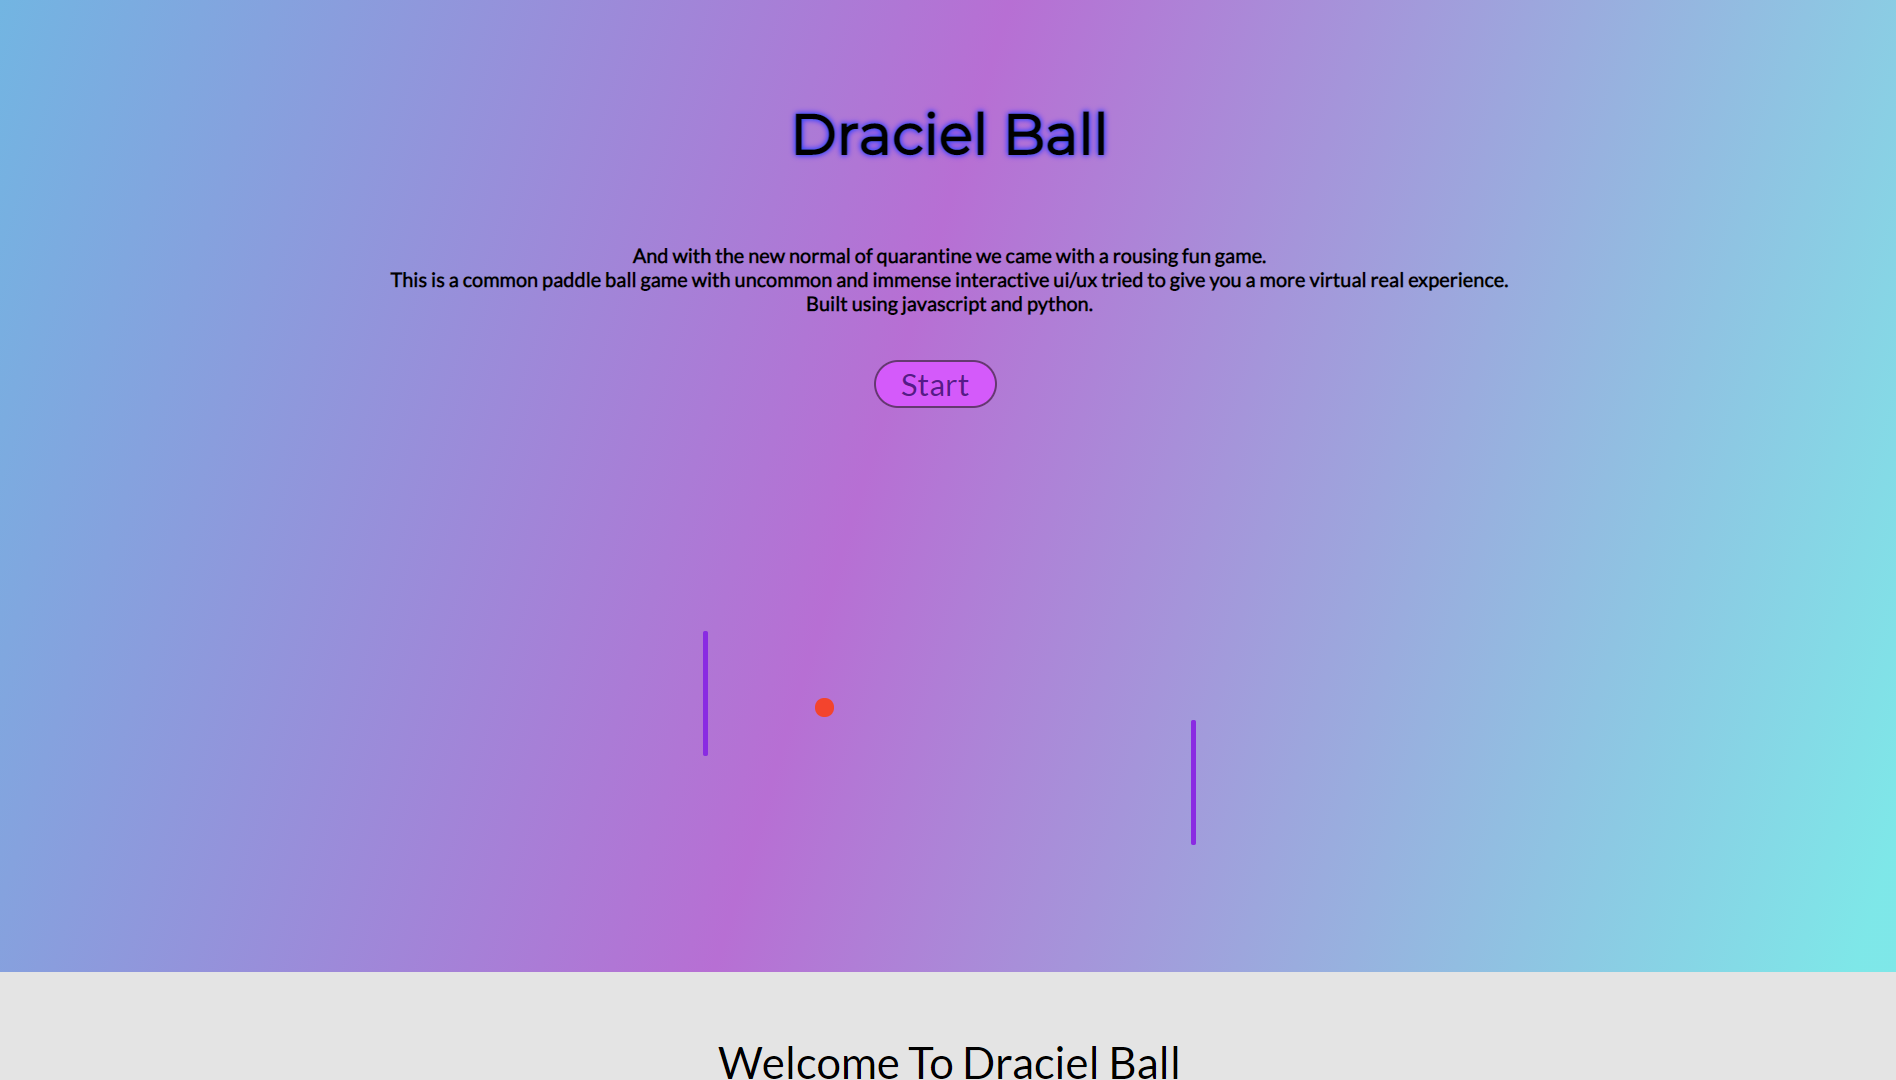 Draciel Ball
And with the new normal of quarantine we came with a rousing fun game.
This is a common paddle ball game with uncommon and immense interactive ui/ux tried to give you a more virtual real experience.
Built using javascript and python.
Start
Welcome To Draciel Ball